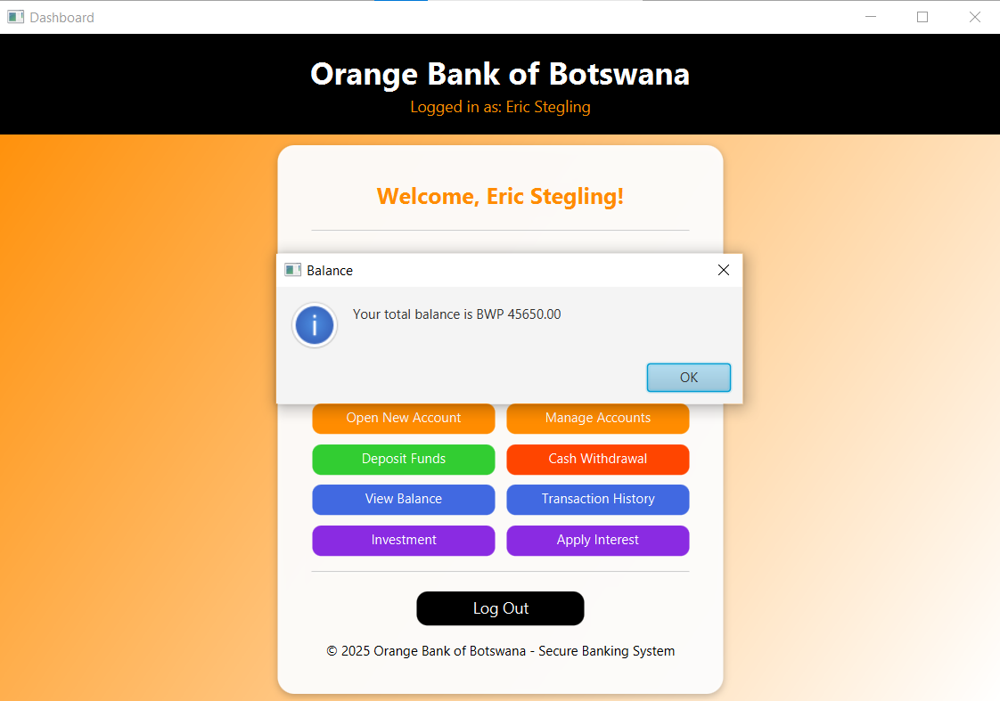 Dashboard
Orange Bank of Botswana
Logged in as: Eric Stegling
Welcome, Eric Stegling!
Balance
Your total balance is BWP 45650.00
OK
Open New Account
Manage Accounts
Deposit Funds
Cash Withdrawal
View Balance
Transaction History
Investment
Apply Interest
Log Out
© 2025 Orange Bank of Botswana - Secure Banking System